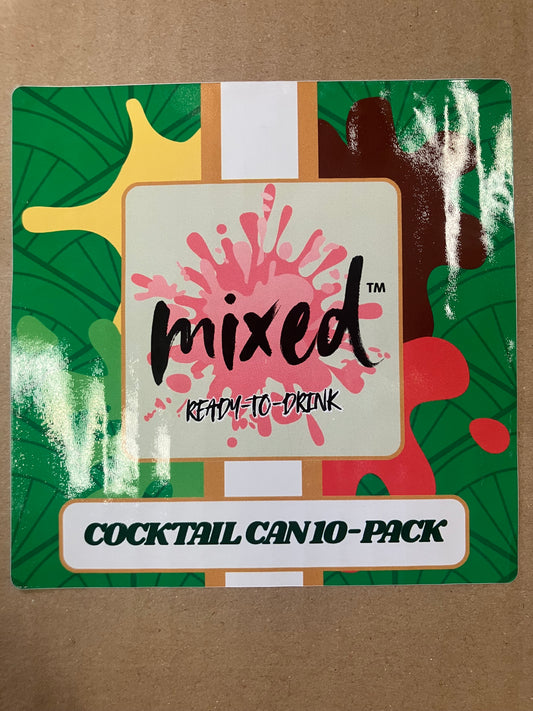 mixed™
READY-TO-DRINK
COCKTAIL CAN 10-PACK